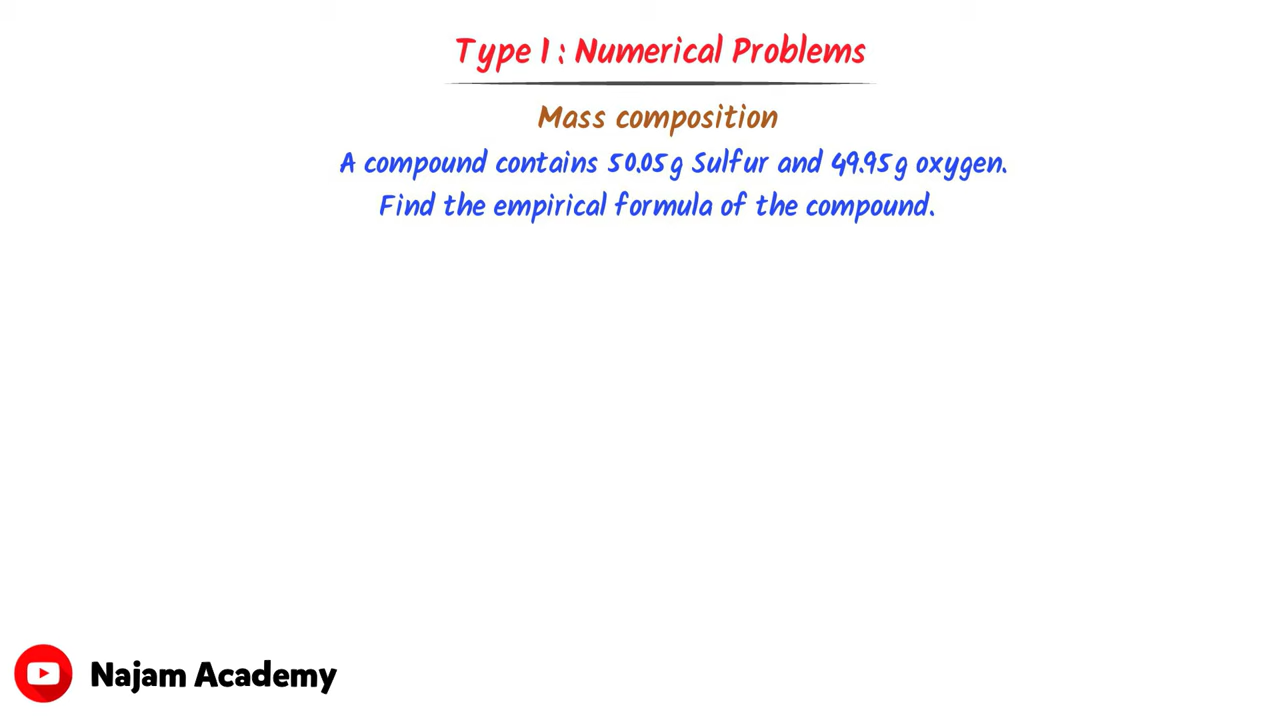 Type 1 : Numerical Problems
Mass composition
A compound contains 50.05g Sulfur and 49.95g oxygen.
Find the empirical formula of the compound.
Najam Academy